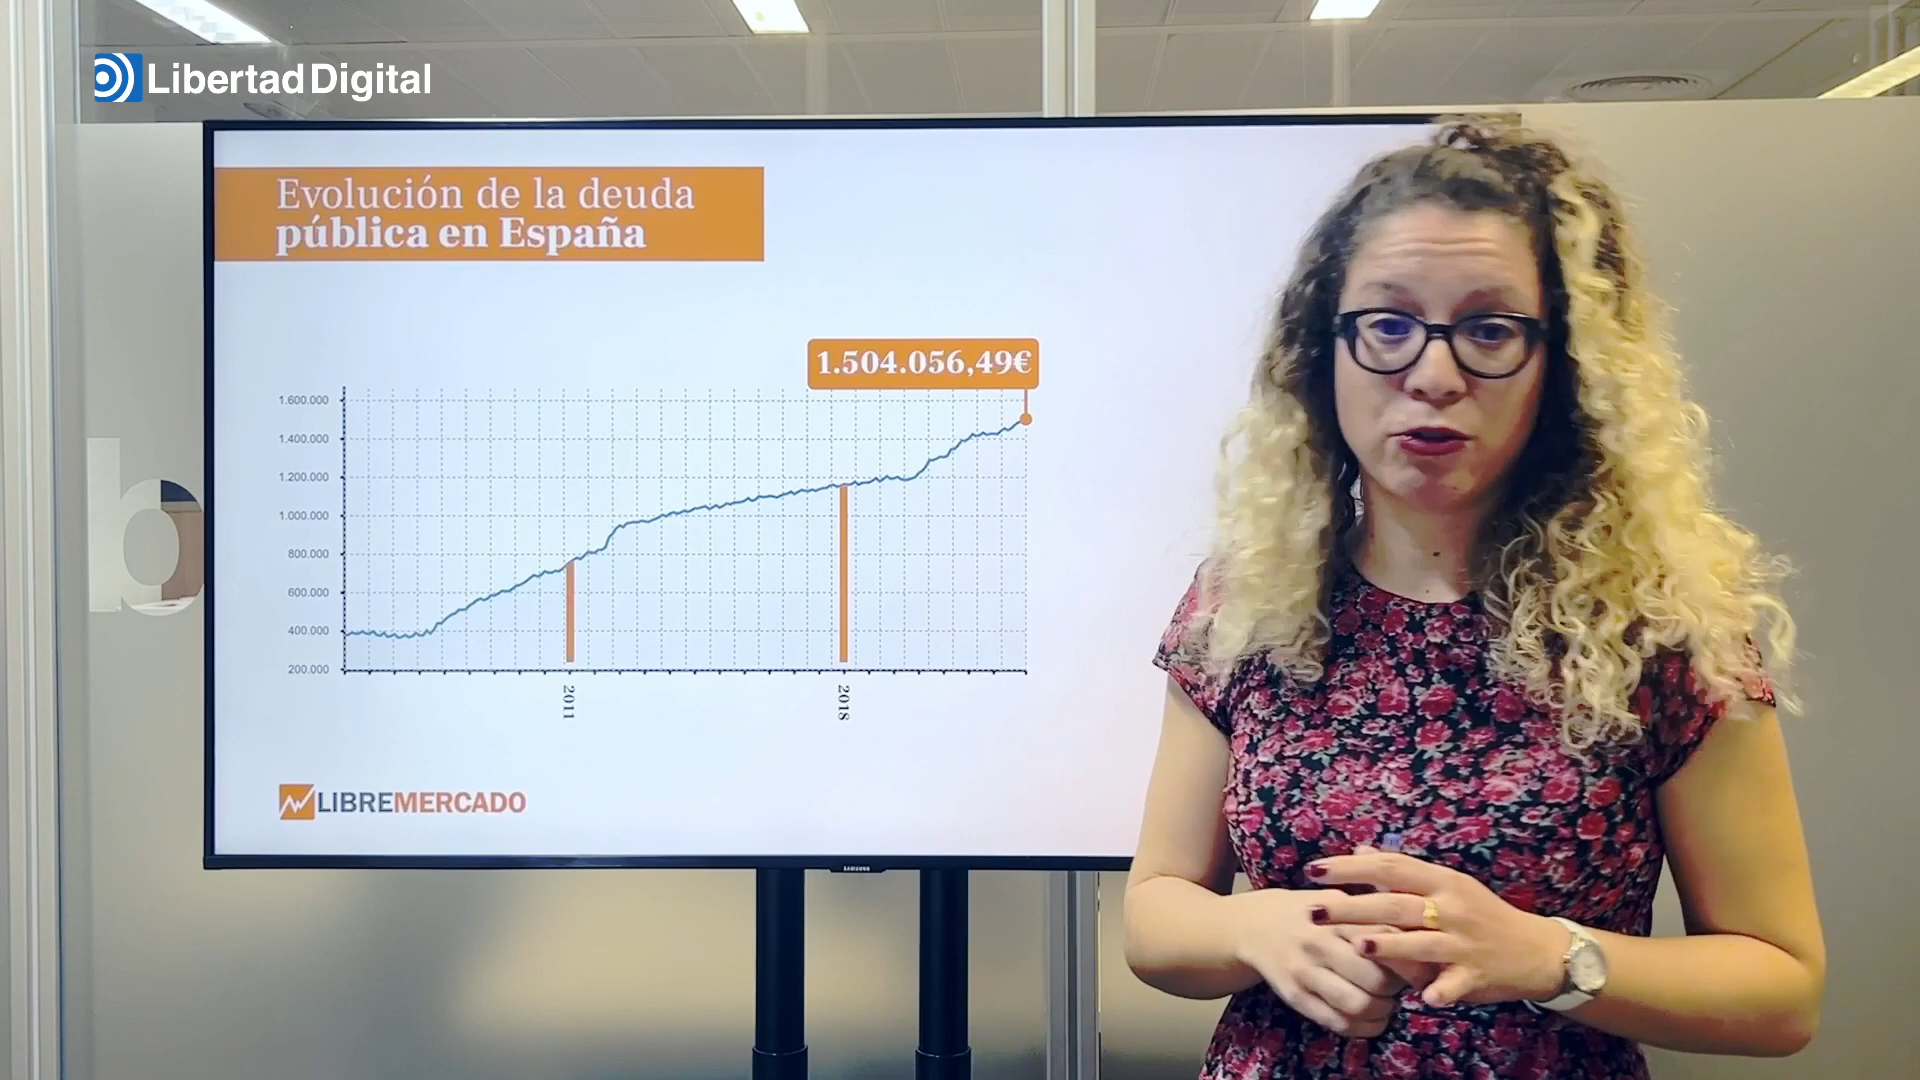 Libertad Digital
Evolución de la deuda
pública en España
1.504.056,49€
1.600.000
1.400.000
1.200.000
1.000.000
800.000
600.000
400.000
200.000
2011
2018
LIBREMERCADO
SAMSUNG
b